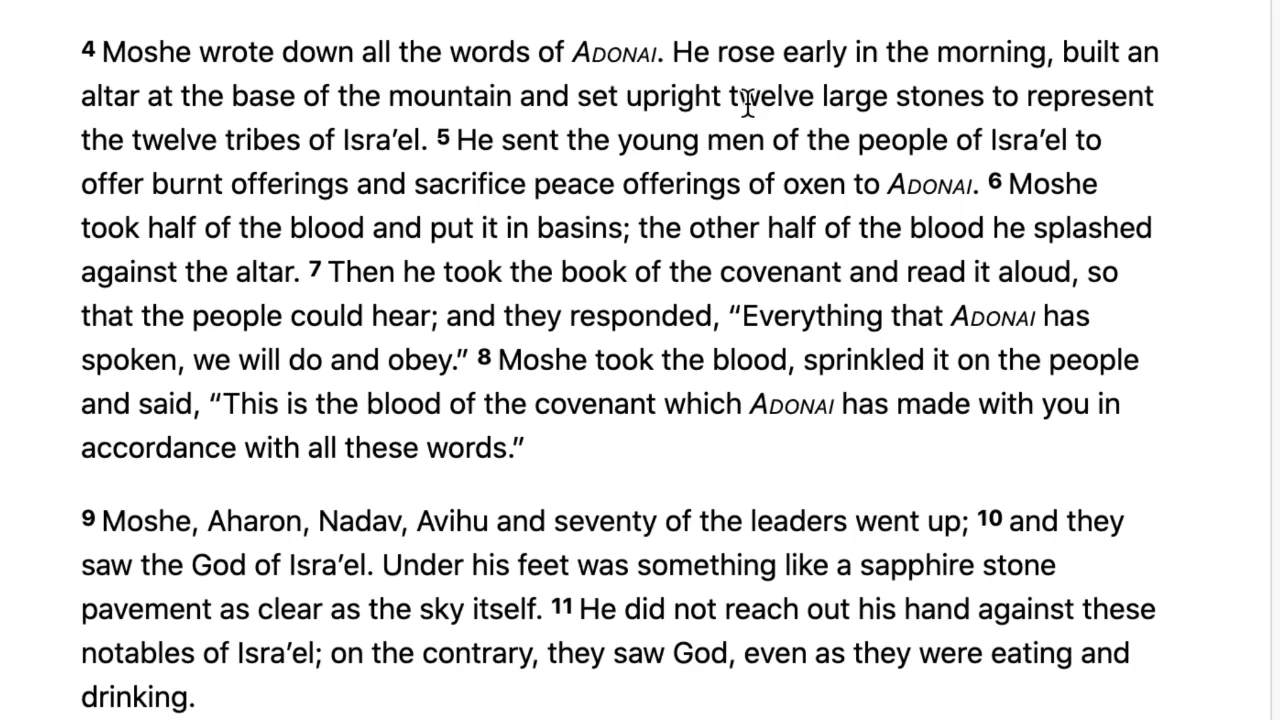 4 Moshe wrote down all the words of ADONAI. He rose early in the morning, built an
altar at the base of the mountain and set upright twelve large stones to represent
the twelve tribes of Isra’el. 5 He sent the young men of the people of Isra’el to
offer burnt offerings and sacrifice peace offerings of oxen to ADONAI. 6 Moshe
took half of the blood and put it in basins; the other half of the blood he splashed
against the altar. 7 Then he took the book of the covenant and read it aloud, so
that the people could hear; and they responded, “Everything that ADONAI has
spoken, we will do and obey.” 8 Moshe took the blood, sprinkled it on the people
and said, “This is the blood of the covenant which ADONAI has made with you in
accordance with all these words.”
9 Moshe, Aharon, Nadav, Avihu and seventy of the leaders went up; 10 and they
saw the God of Isra’el. Under his feet was something like a sapphire stone
pavement as clear as the sky itself. 11 He did not reach out his hand against these
notables of Isra’el; on the contrary, they saw God, even as they were eating and
drinking.